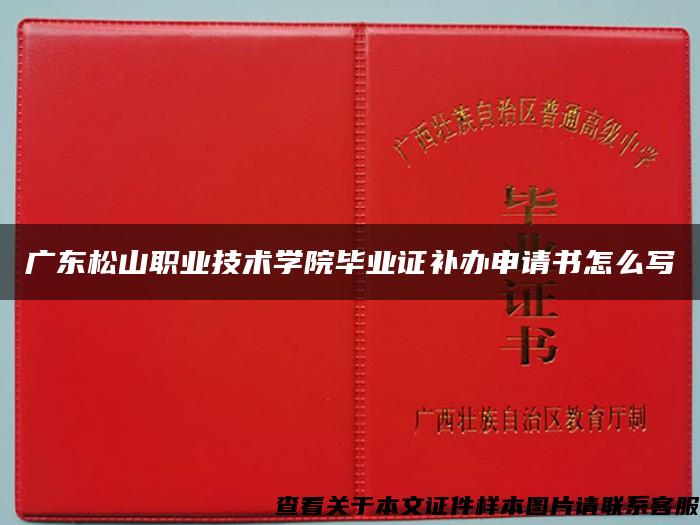 广西壮族自治区普通高级中学
毕业证书
广东松山职业技术学院毕业证补办申请书怎么写
广西壮族自治区教育厅制
查看关于本文证件样本图片请联系客服